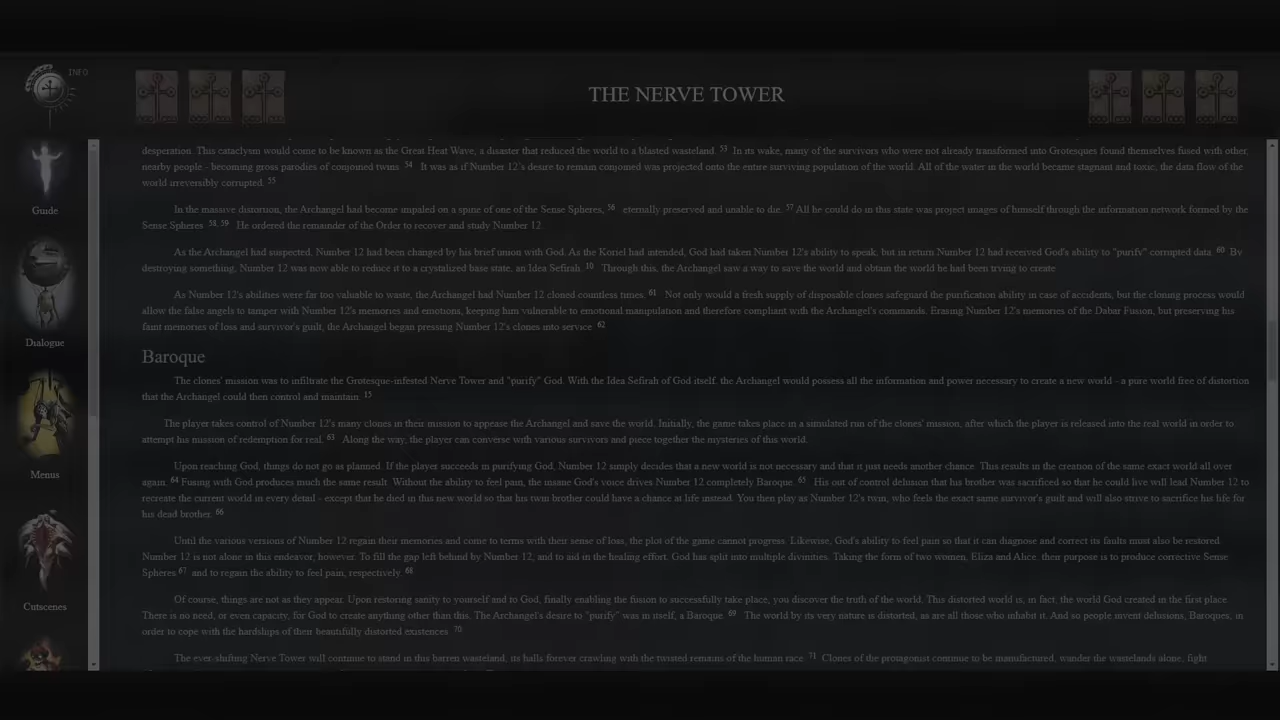 INFO
THE NERVE TOWER
desperation. This cataclysm would come to be known as the Great Heat Wave, a disaster that reduced the world to a blasted wasteland. 53 In its wake, many of the survivors who were not already transformed into Grotesques found themselves fused with other,
nearby people - becoming gross parodies of conjoined twins. 54 It was as if Number 12's desire to remain conjoined was projected onto the entire surviving population of the world. All of the water in the world became stagnant and toxic; the data flow of the
world irreversibly corrupted. 55
In the massive distortion, the Archangel had become impaled on a spine of one of the Sense Spheres, 56 eternally preserved and unable to die. 57 All he could do in this state was project images of himself through the information network formed by the
Sense Spheres. 58, 59 He ordered the remainder of the Order to recover and study Number 12.
As the Archangel had suspected, Number 12 had been changed by his brief union with God. As the Koriel had intended, God had taken Number 12's ability to speak, but in return Number 12 had received God's ability to "purify" corrupted data. 60 By
destroying something, Number 12 was now able to reduce it to a crystalized base state, an Idea Sefirah. 10 Through this, the Archangel saw a way to save the world and obtain the world he had been trying to create.
As Number 12's abilities were far too valuable to waste, the Archangel had Number 12 cloned countless times. 61 Not only would a fresh supply of disposable clones safeguard the purification ability in case of accidents, but the cloning process would
allow the false angels to tamper with Number 12's memories and emotions, keeping him vulnerable to emotional manipulation and therefore compliant with the Archangel's commands. Erasing Number 12's memories of the Dabar Fusion, but preserving his
faint memories of loss and survivor's guilt, the Archangel began pressing Number 12's clones into service. 62
Baroque
The clones' mission was to infiltrate the Grotesque-infested Nerve Tower and "purify" God. With the Idea Sefirah of God itself, the Archangel would possess all the information and power necessary to create a new world - a pure world free of distortion
that the Archangel could then control and maintain. 15
The player takes control of Number 12's many clones in their mission to appease the Archangel and save the world. Initially, the game takes place in a simulated run of the clones' mission, after which the player is released into the real world in order to
attempt his mission of redemption for real. 63 Along the way, the player can converse with various survivors and piece together the mysteries of this world.
Upon reaching God, things do not go as planned. If the player succeeds in purifying God, Number 12 simply decides that a new world is not necessary and that it just needs another chance. This results in the creation of the same exact world all over
again. 64 Fusing with God produces much the same result. Without the ability to feel pain, the insane God's voice drives Number 12 completely Baroque. 65 His out of control delusion that his brother was sacrificed so that he could live will lead Number 12 to
recreate the current world in every detail - except that he died in this new world so that his twin brother could have a chance at life instead. You then play as Number 12's twin, who feels the exact same survivor's guilt and will also strive to sacrifice his life for
his dead brother. 66
Until the various versions of Number 12 regain their memories and come to terms with their sense of loss, the plot of the game cannot progress. Likewise, God's ability to feel pain so that it can diagnose and correct its faults must also be restored.
Number 12 is not alone in this endeavor, however. To fill the gap left behind by Number 12, and to aid in the healing effort, God has split into multiple divinities. Taking the form of two women, Eliza and Alice, their purpose is to produce corrective Sense
Spheres 67 and to regain the ability to feel pain, respectively. 68
Of course, things are not as they appear. Upon restoring sanity to yourself and to God, finally enabling the fusion to successfully take place, you discover the truth of the world. This distorted world is, in fact, the world God created in the first place.
There is no need, or even capacity, for God to create anything other than this. The Archangel's desire to "purify" was in itself, a Baroque. 69 The world by its very nature is distorted, as are all those who inhabit it. And so people invent delusions, Baroques, in
order to cope with the hardships of their beautifully distorted existences. 70
The ever-shifting Nerve Tower will continue to stand in this barren wasteland, its halls forever crawling with the twisted remains of the human race. 71 Clones of the protagonist continue to be manufactured, wander the wastelands alone, fight
Guide
Dialogue
Menus
Cutscenes